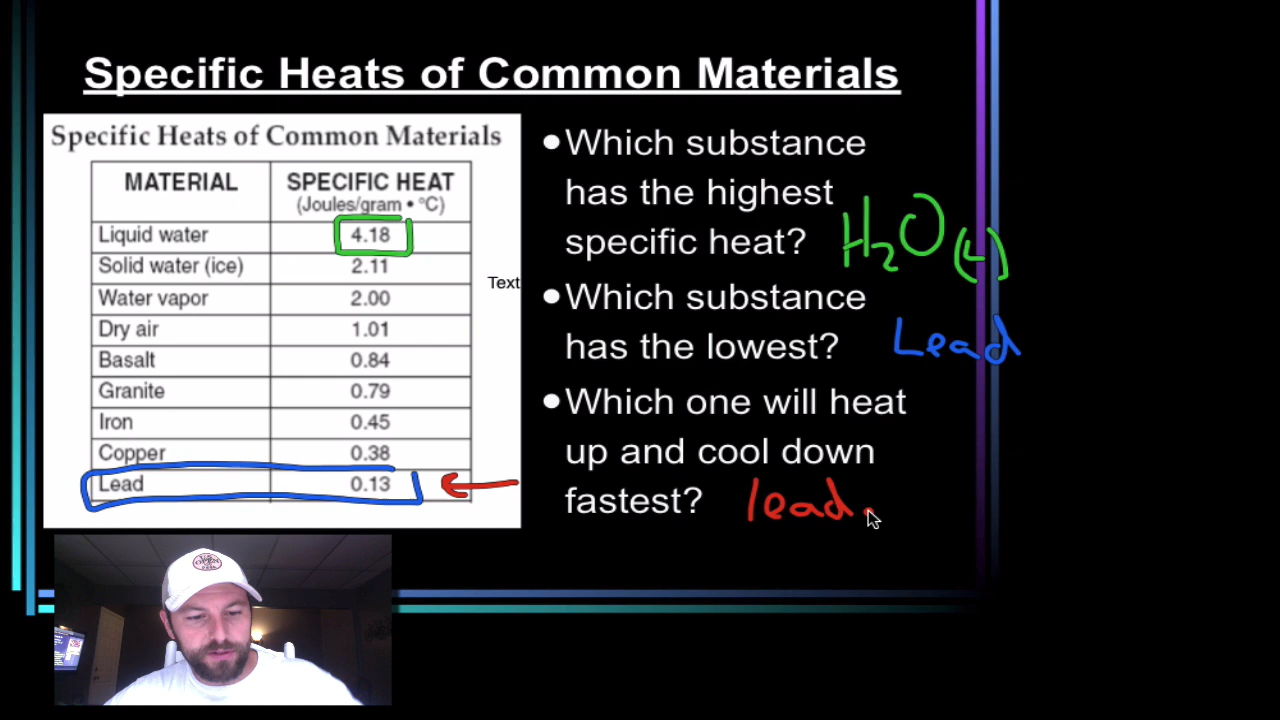 Specific Heats of Common Materials
Specific Heats of Common Materials
MATERIAL SPECIFIC HEAT
(Joules/gram • °C)
Liquid water 4.18
Solid water (ice) 2.11
Water vapor 2.00
Dry air 1.01
Basalt 0.84
Granite 0.79
Iron 0.45
Copper 0.38
Lead 0.13
Text
•Which substance
has the highest
specific heat? H₂O(L)
•Which substance
has the lowest? Lead
•Which one will heat
up and cool down
fastest? lead.